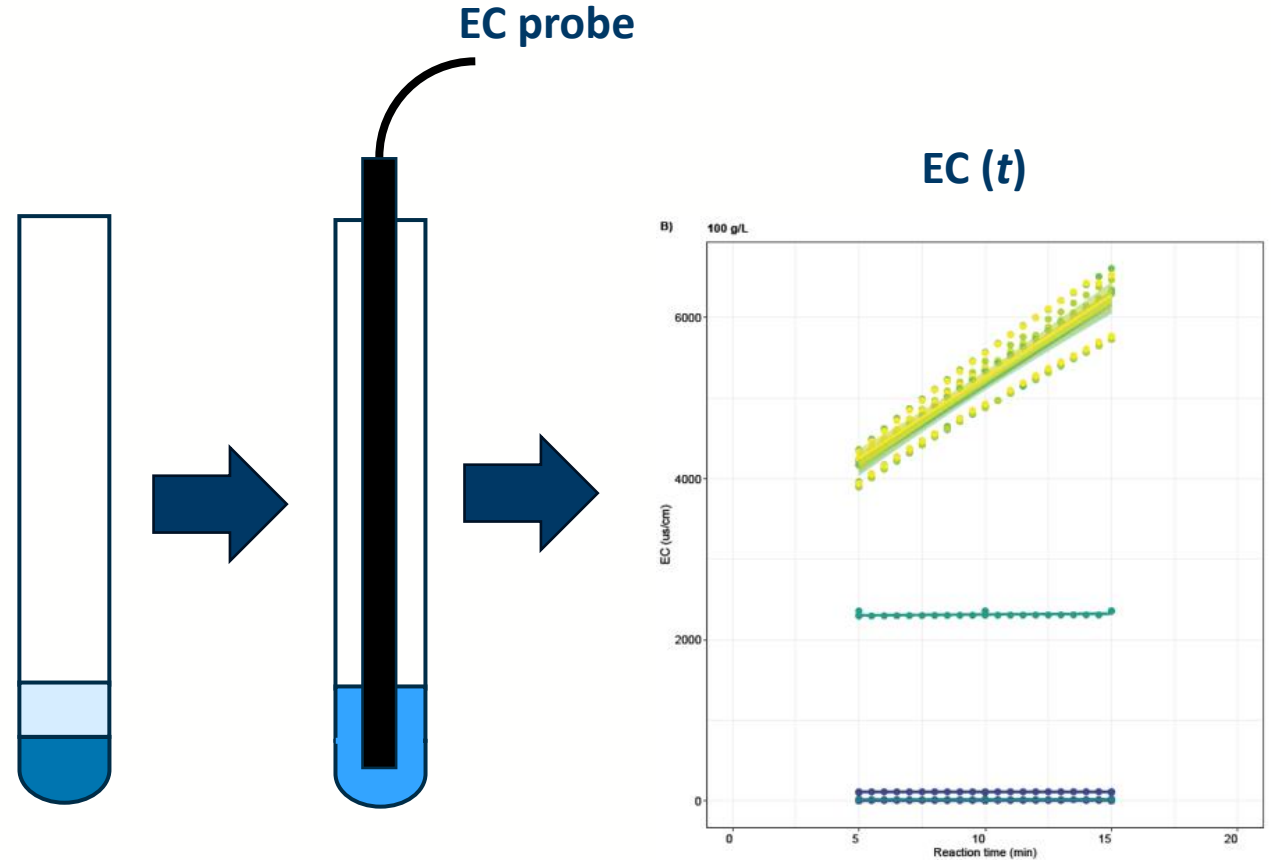 EC probe
EC (t)
B) 100 g/L
6000
4000
2000
0
EC (us/cm)
0 5 10 15 20
Reaction time (min)